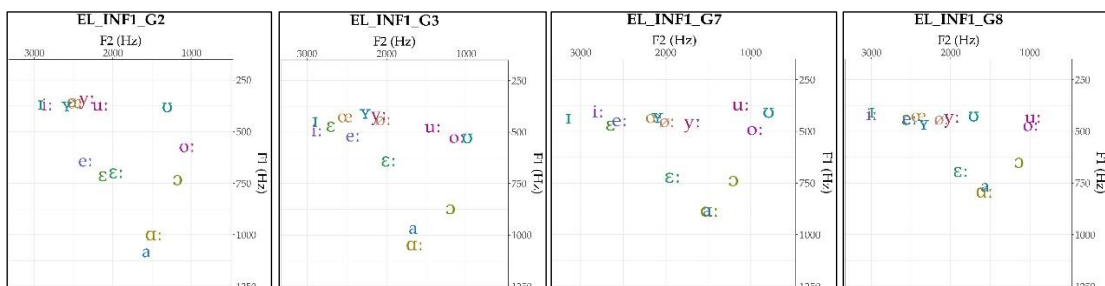 EL_INF1_G2
F2 (Hz)
3000 2000 1000
250
500
750
1000
1250
F1 (Hz)
ɪ i: ʏ œ y: u: ʊ
o:
e: ɛ ɛ: ɔ
ɑ:
a
EL_INF1_G3
F2 (Hz)
3000 2000 1000
250
500
750
1000
1250
F1 (Hz)
ɪ i: ɛ œ e: ʏ y: ø: u: o: ʊ
ɛ:
ɔ
a
ɑ:
EL_INF1_G7
F2 (Hz)
3000 2000 1000
250
500
750
1000
1250
F1 (Hz)
ɪ i: ɛ e: œ ʏ ø: y: u: ʊ
o:
ɛ: ɔ
ɑ: a
EL_INF1_G8
F2 (Hz)
3000 2000 1000
250
500
750
1000
1250
F1 (Hz)
ɪ i: e: œ ʏ ø: y: ʊ u:
o:
ɛ: ɔ
a
ɑ: